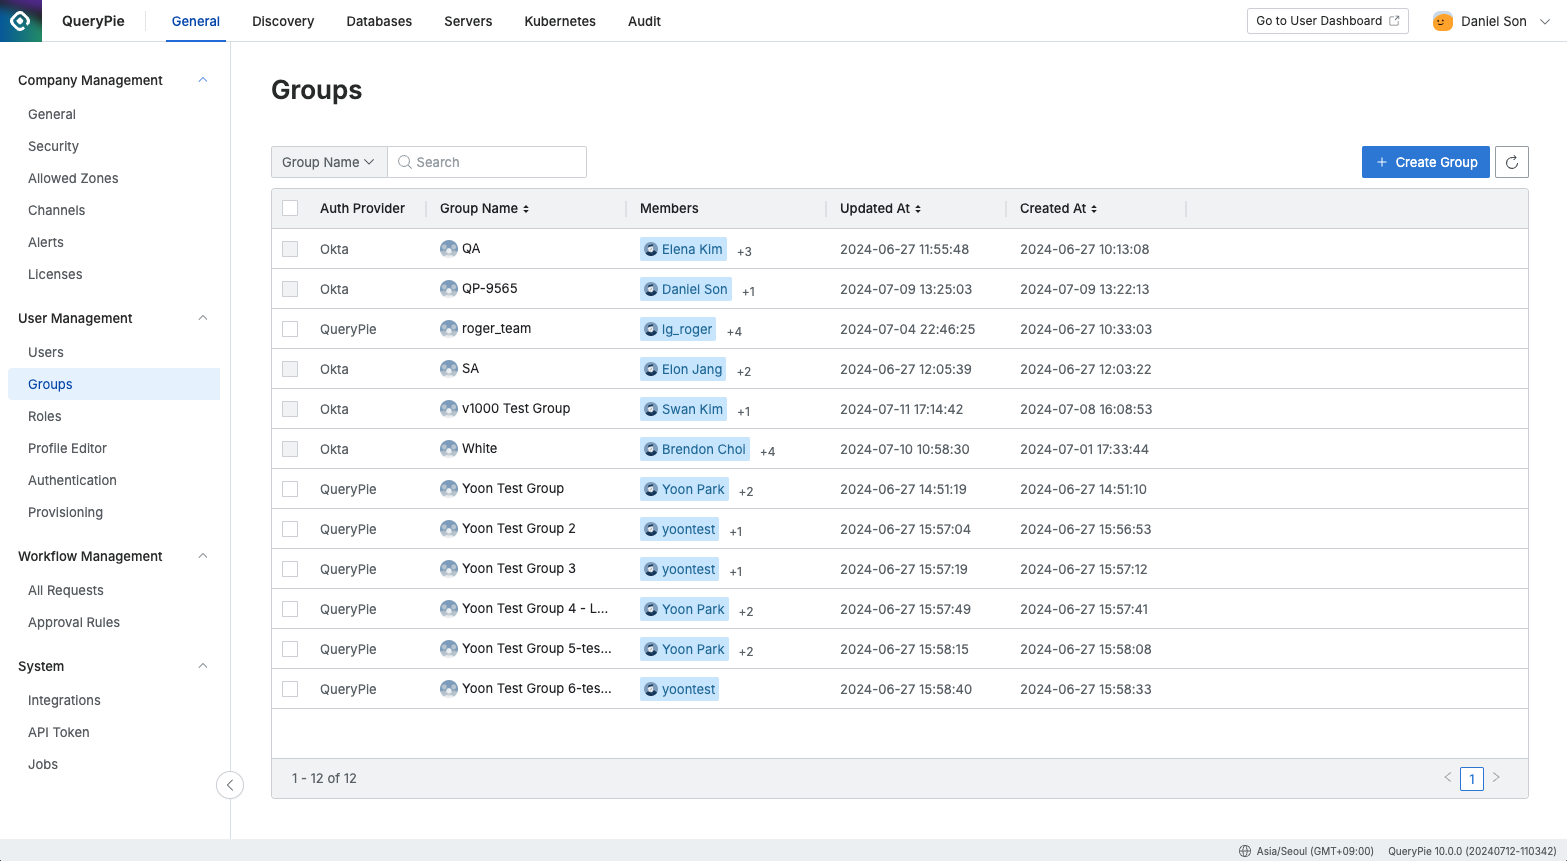 QueryPie
General
Discovery
Databases
Servers
Kubernetes
Audit
Go to User Dashboard
Daniel Son
Company Management
General
Security
Allowed Zones
Channels
Alerts
Licenses
User Management
Users
Groups
Roles
Profile Editor
Authentication
Provisioning
Workflow Management
All Requests
Approval Rules
System
Integrations
API Token
Jobs
Groups
Group Name
Search
+ Create Group
Auth Provider Group Name Members Updated At Created At
Okta QA Elena Kim +3 2024-06-27 11:55:48 2024-06-27 10:13:08
Okta QP-9565 Daniel Son +1 2024-07-09 13:25:03 2024-07-09 13:22:13
QueryPie roger_team lg_roger +4 2024-07-04 22:46:25 2024-06-27 10:33:03
Okta SA Elon Jang +2 2024-06-27 12:05:39 2024-06-27 12:03:22
Okta v1000 Test Group Swan Kim +1 2024-07-11 17:14:42 2024-07-08 16:08:53
Okta White Brendon Choi +4 2024-07-10 10:58:30 2024-07-01 17:33:44
QueryPie Yoon Test Group Yoon Park +2 2024-06-27 14:51:19 2024-06-27 14:51:10
QueryPie Yoon Test Group 2 yoontest +1 2024-06-27 15:57:04 2024-06-27 15:56:53
QueryPie Yoon Test Group 3 yoontest +1 2024-06-27 15:57:19 2024-06-27 15:57:12
QueryPie Yoon Test Group 4 - L... Yoon Park +2 2024-06-27 15:57:49 2024-06-27 15:57:41
QueryPie Yoon Test Group 5-tes... Yoon Park +2 2024-06-27 15:58:15 2024-06-27 15:58:08
QueryPie Yoon Test Group 6-tes... yoontest 2024-06-27 15:58:40 2024-06-27 15:58:33
1 - 12 of 12
1
Asia/Seoul (GMT+09:00)
QueryPie 10.0.0 (20240712-110342)